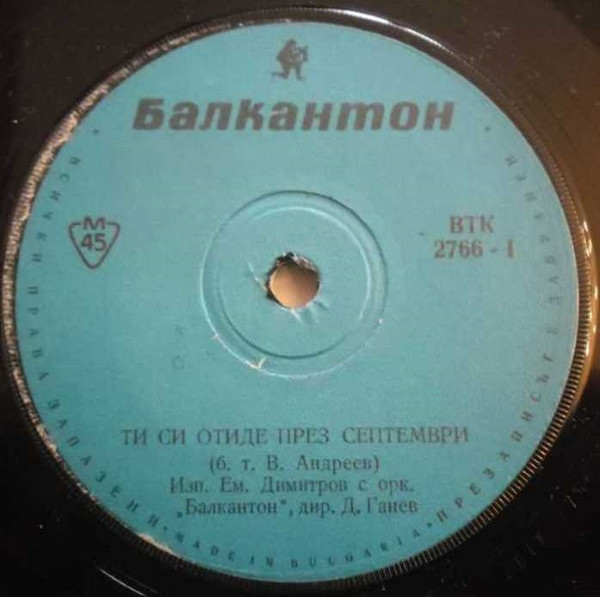 Балкантон
М
45
ВТК
2766 - I
ТИ СИ ОТИДЕ ПРЕЗ СЕПТЕМВРИ
(б. т. В. Андреев)
Изп. Ем. Димитров с орк.
„Балкантон", дир. Д. Ганев
• ВСИЧКИ ПРАВА ЗАПАЗЕНИ • MADE IN BULGARIA • ПРЕЗАПИСЪТ Е ЗАБРАНЕН •